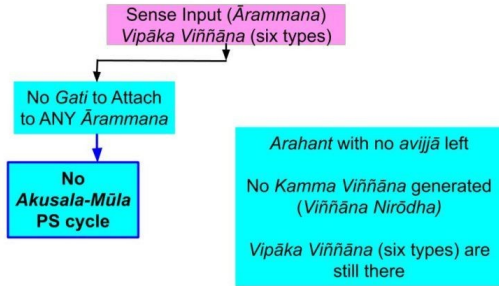 Sense Input (Ārammana)
Vipāka Viññāna (six types)
No Gati to Attach
to ANY Ārammana
No
Akusala-Mūla
PS cycle
Arahant with no avijjā left
No Kamma Viññāna generated
(Viññāna Nirōdha)
Vipāka Viññāna (six types) are
still there